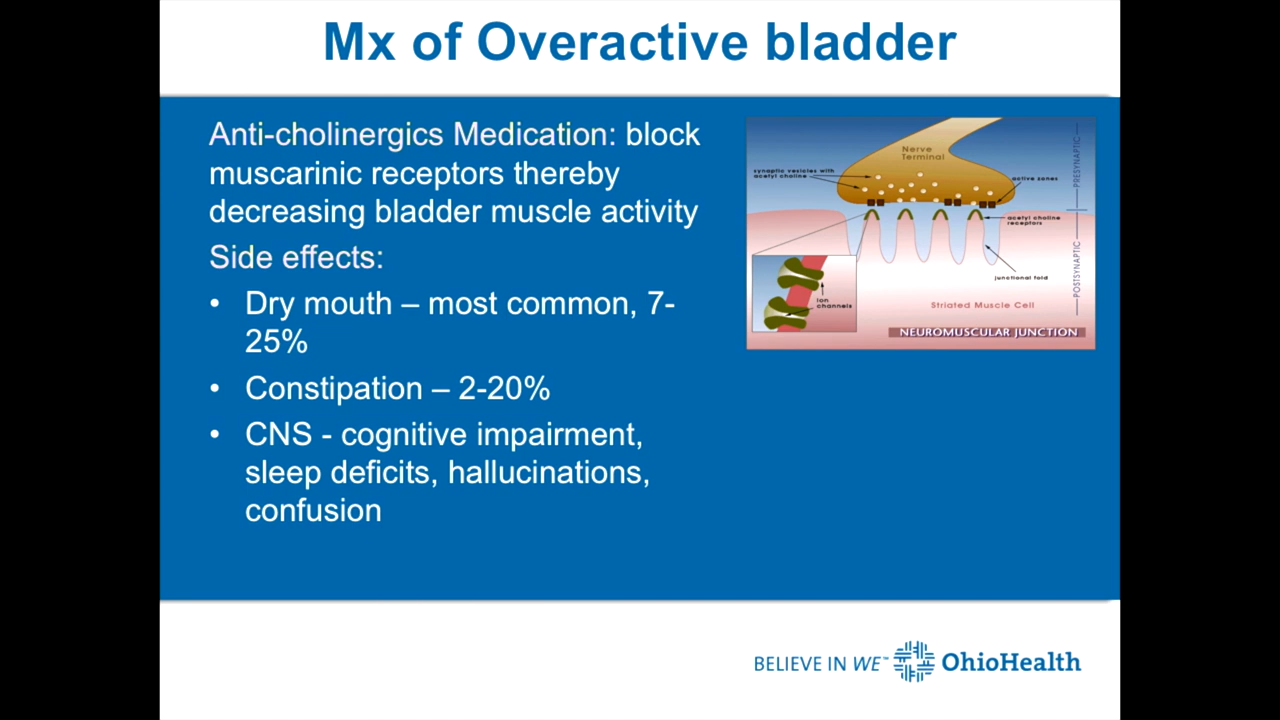 Mx of Overactive bladder
Anti-cholinergics Medication: block
muscarinic receptors thereby
decreasing bladder muscle activity
Side effects:
• Dry mouth – most common, 7-
25%
• Constipation – 2-20%
• CNS - cognitive impairment,
sleep deficits, hallucinations,
confusion
Nerve
Terminal
synaptic vesicles with
acetyl choline
active zones
acetyl choline
receptors
junctional fold
ion
channels
Striated Muscle Cell
NEUROMUSCULAR JUNCTION
PRESYNAPTIC
POSTSYNAPTIC
BELIEVE IN WE™ OhioHealth